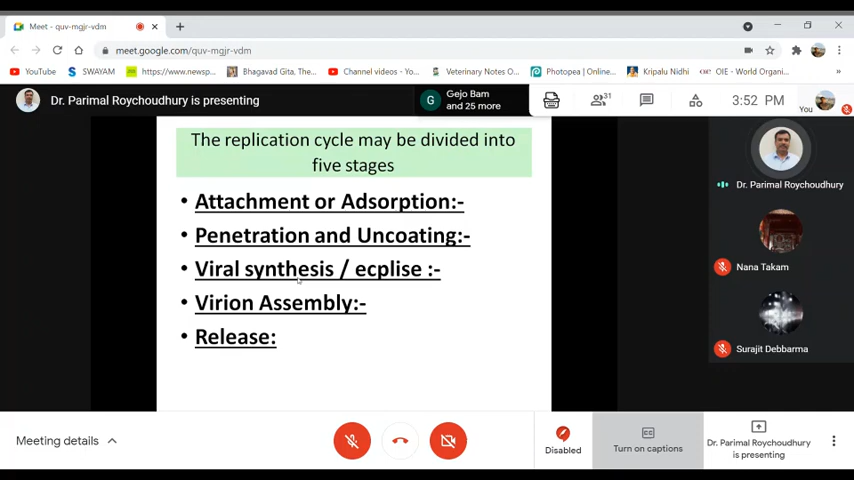 Meet - quv-mgjr-vdm
meet.google.com/quv-mgjr-vdm
YouTube
SWAYAM
https://www.newsp...
Bhagavad Gita, The...
Channel videos - Yo...
Veterinary Notes O...
Photopea | Online...
Kripalu Nidhi
OIE - World Organi...
Dr. Parimal Roychoudhury is presenting
G
Gejo Bam
and 25 more
31
3:52 PM
You
The replication cycle may be divided into
five stages
• Attachment or Adsorption:-
• Penetration and Uncoating:-
• Viral synthesis / ecplise :-
• Virion Assembly:-
• Release:
Dr. Parimal Roychoudhury
Nana Takam
Surajit Debbarma
Meeting details
Disabled
Turn on captions
Dr. Parimal Roychoudhury
is presenting